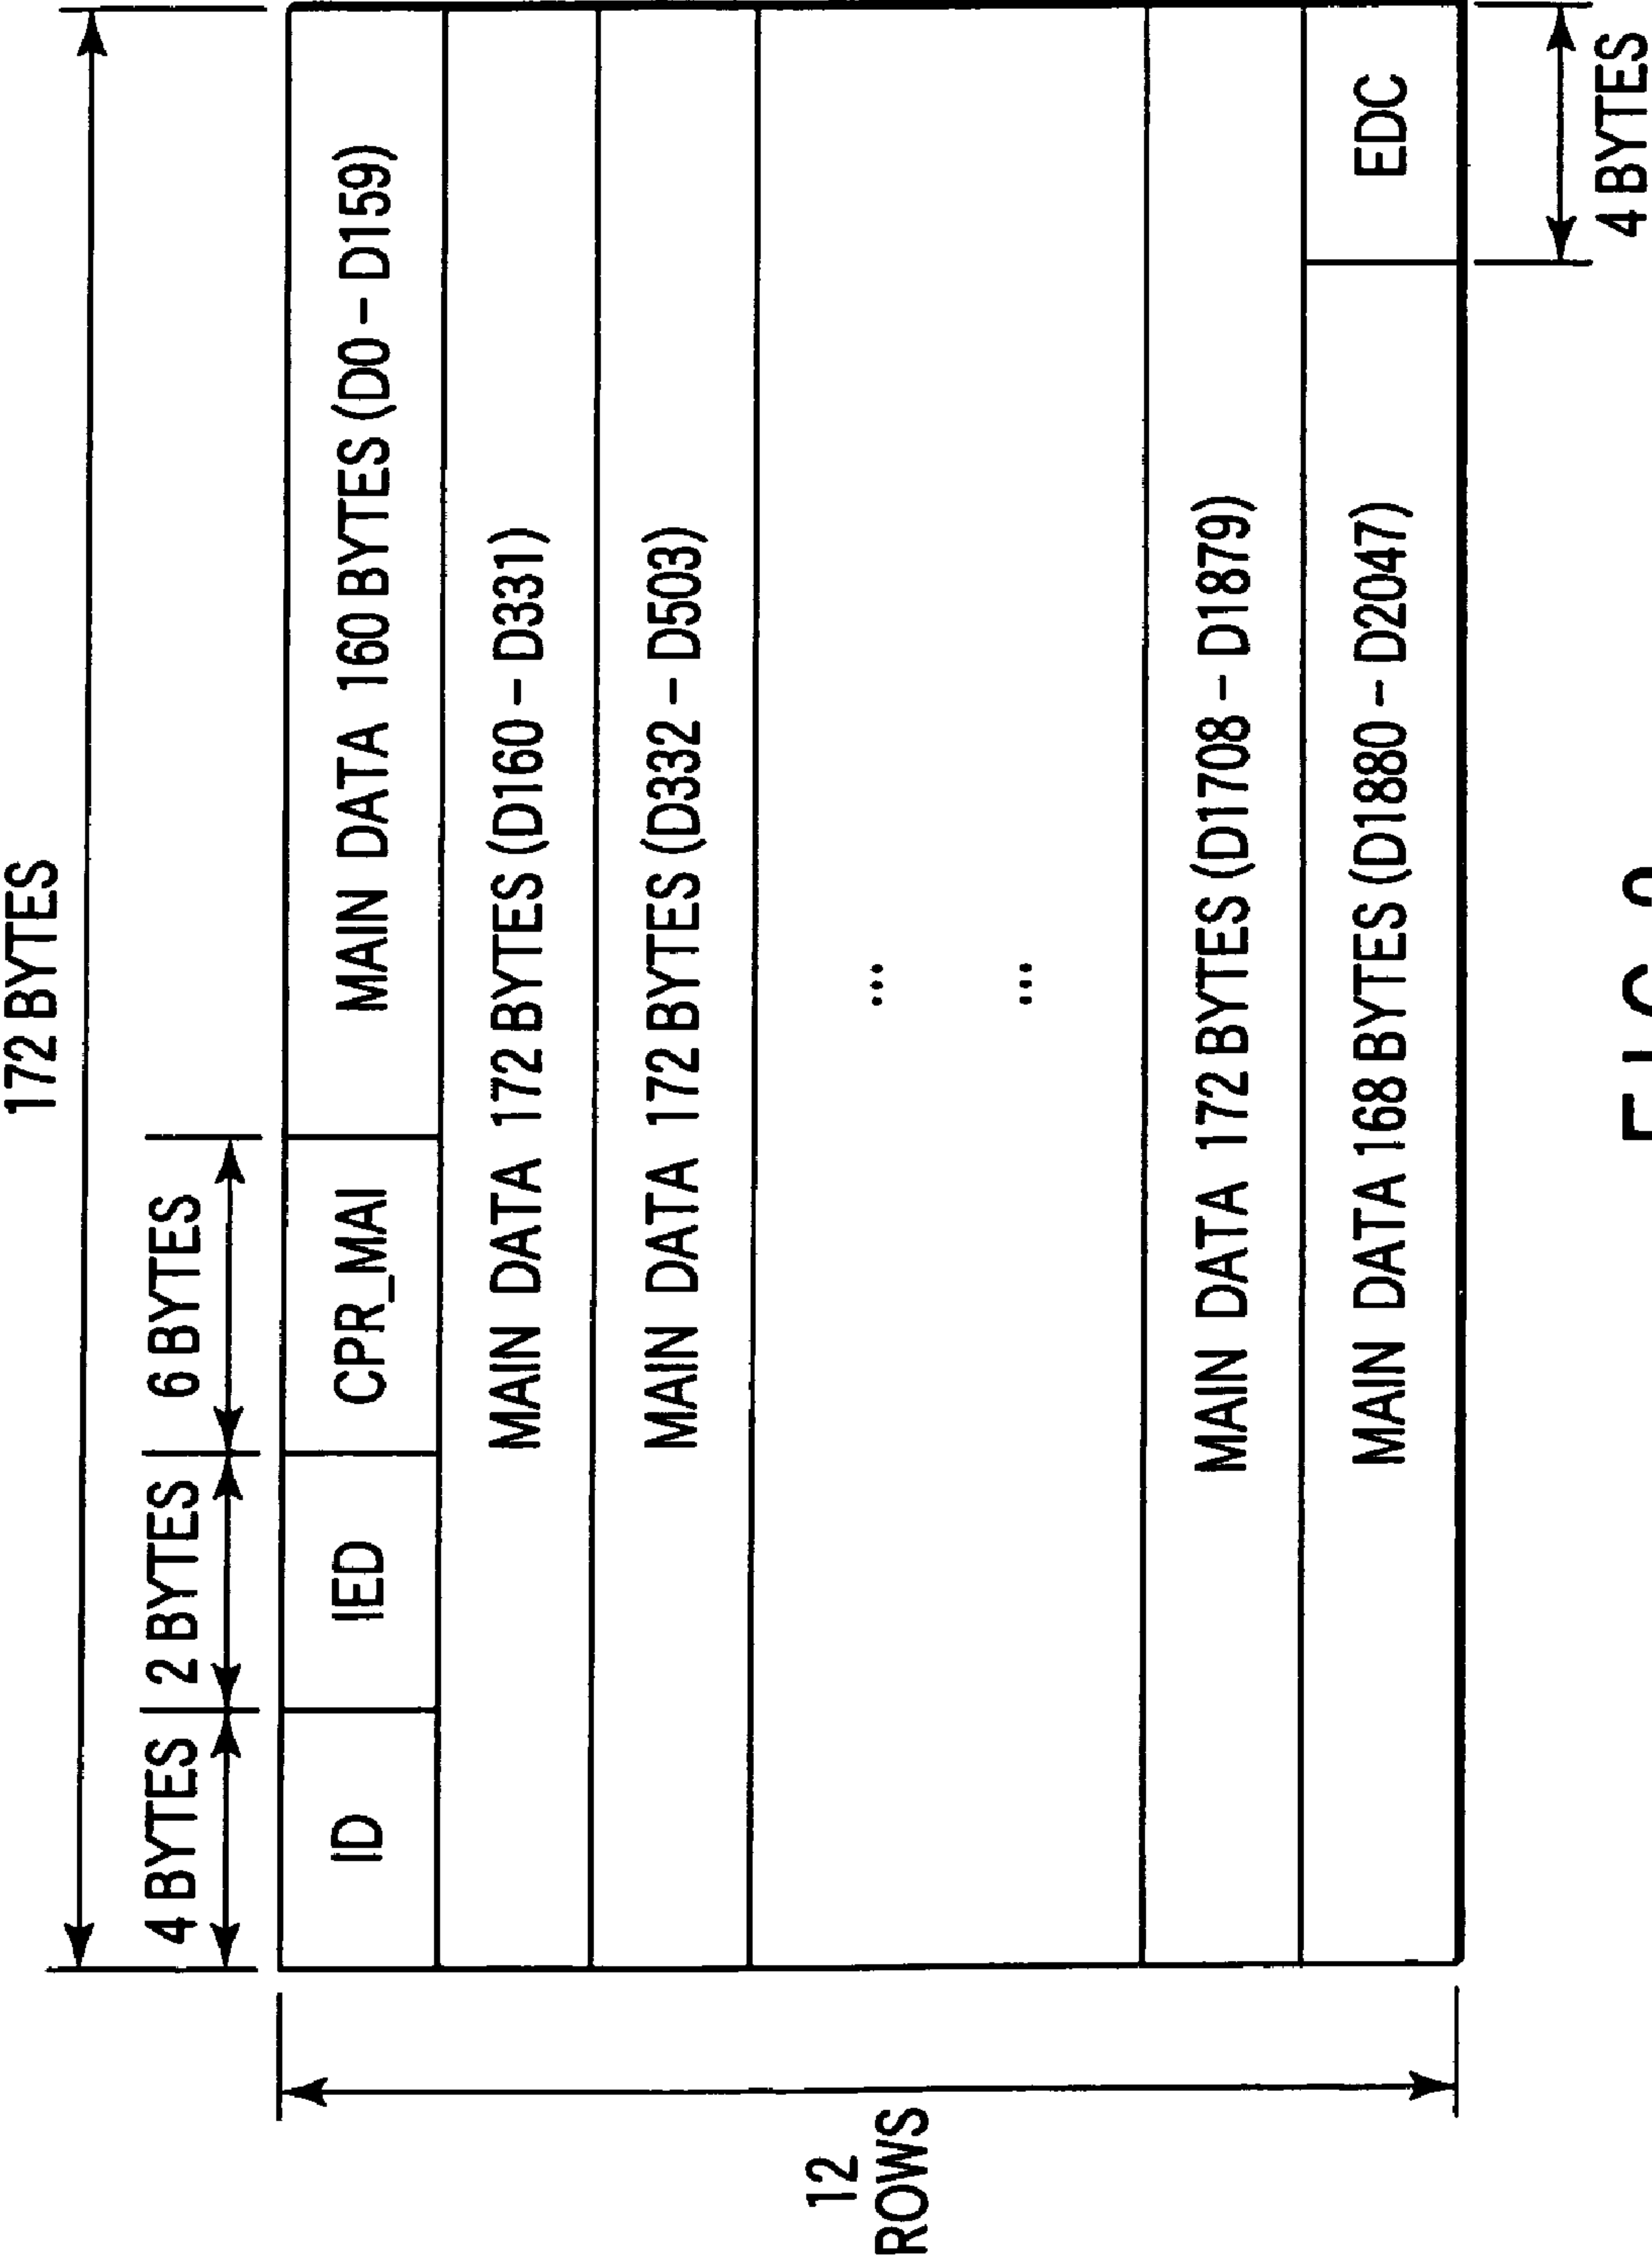 172 BYTES
4 BYTES 2 BYTES 6 BYTES
ID IED CPR_MAI MAIN DATA 160 BYTES (D0 – D159)
MAIN DATA 172 BYTES (D160 – D331)
MAIN DATA 172 BYTES (D332 – D503)
...
...
MAIN DATA 172 BYTES (D1708 – D1879)
MAIN DATA 168 BYTES (D1880 – D2047) EDC
12
ROWS
4 BYTES